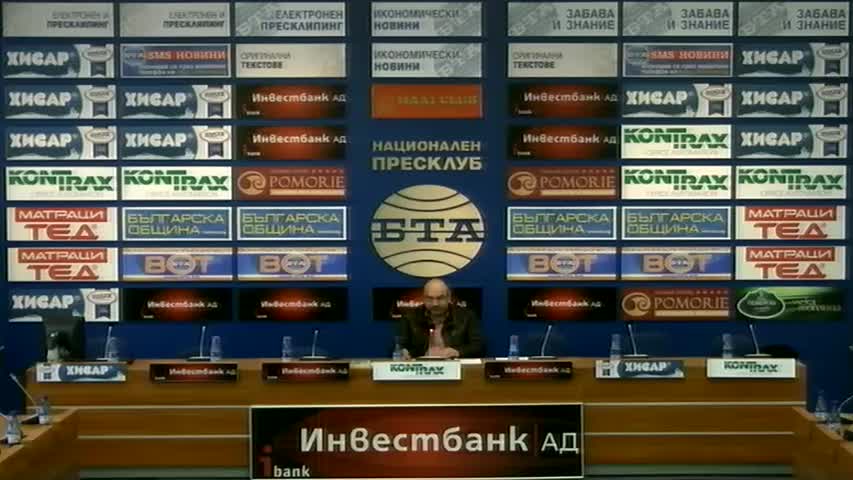 ЕЛЕКТРОНЕН И ПРЕСКЛИПИНГ
ЕЛЕКТРОНЕН ПРЕСКЛИПИНГ
ИКОНОМИЧЕСКИ НОВИНИ
ЗАБАВА И ЗНАНИЕ
ЗАБАВА И ЗНАНИЕ
ХИСАР
SMS НОВИНИ
ОРИГИНАЛНИ ТЕКСТОВЕ
ИКОНОМИЧЕСКИ НОВИНИ
ОРИГИНАЛНИ ТЕКСТОВЕ
SMS НОВИНИ
ХИСАР
ХИСАР
ХИСАР
Инвестбанк АД
MAXI CLUB
Инвестбанк АД
ХИСАР
ХИСАР
ХИСАР
ХИСАР
Инвестбанк АД
НАЦИОНАЛЕН
ПРЕСКЛУБ
Инвестбанк АД
KONTRAX
ХИСАР
KONTRAX
KONTRAX
POMORIE
POMORIE
KONTRAX
KONTRAX
МАТРАЦИ ТЕД
БЪЛГАРСКА ОБЩИНА
БЪЛГАРСКА ОБЩИНА
БТА
БЪЛГАРСКА ОБЩИНА
БЪЛГАРСКА ОБЩИНА
МАТРАЦИ ТЕД
МАТРАЦИ ТЕД
ВОТ
ВОТ
ВОТ
ВОТ
МАТРАЦИ ТЕД
ХИСАР
Инвестбанк АД
Инвестбанк АД
Инвестбанк АД
Инвестбанк АД
POMORIE
ХИСАР
Инвестбанк АД
Инвестбанк АД
KONTRAX
Инвестбанк АД
ХИСАР
KONTRAX
Инвестбанк АД
ibank